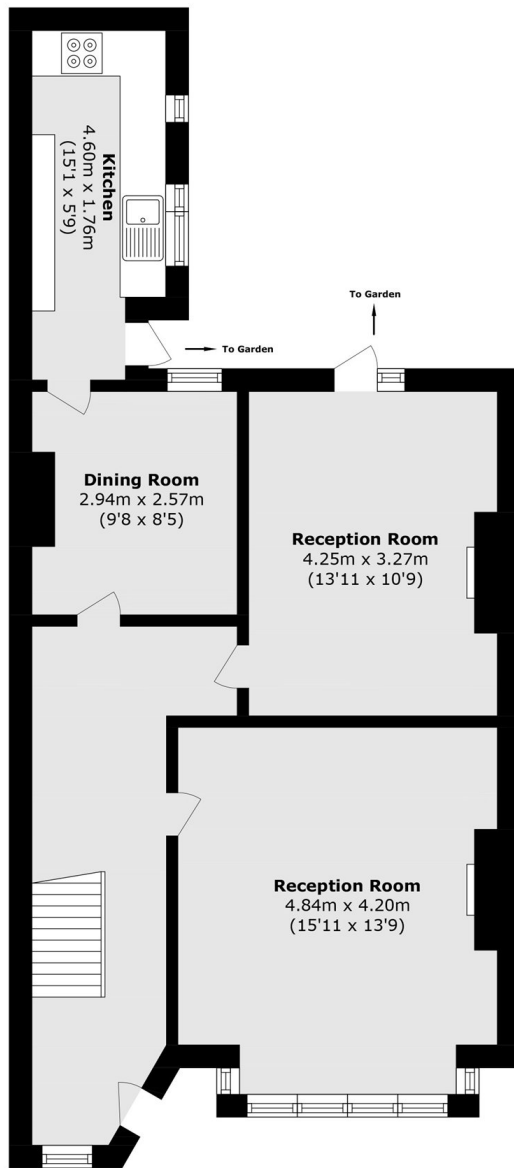 Kitchen
4.60m x 1.76m
(15'1 x 5'9)
To Garden
To Garden
Dining Room
2.94m x 2.57m
(9'8 x 8'5)
Reception Room
4.25m x 3.27m
(13'11 x 10'9)
Reception Room
4.84m x 4.20m
(15'11 x 13'9)